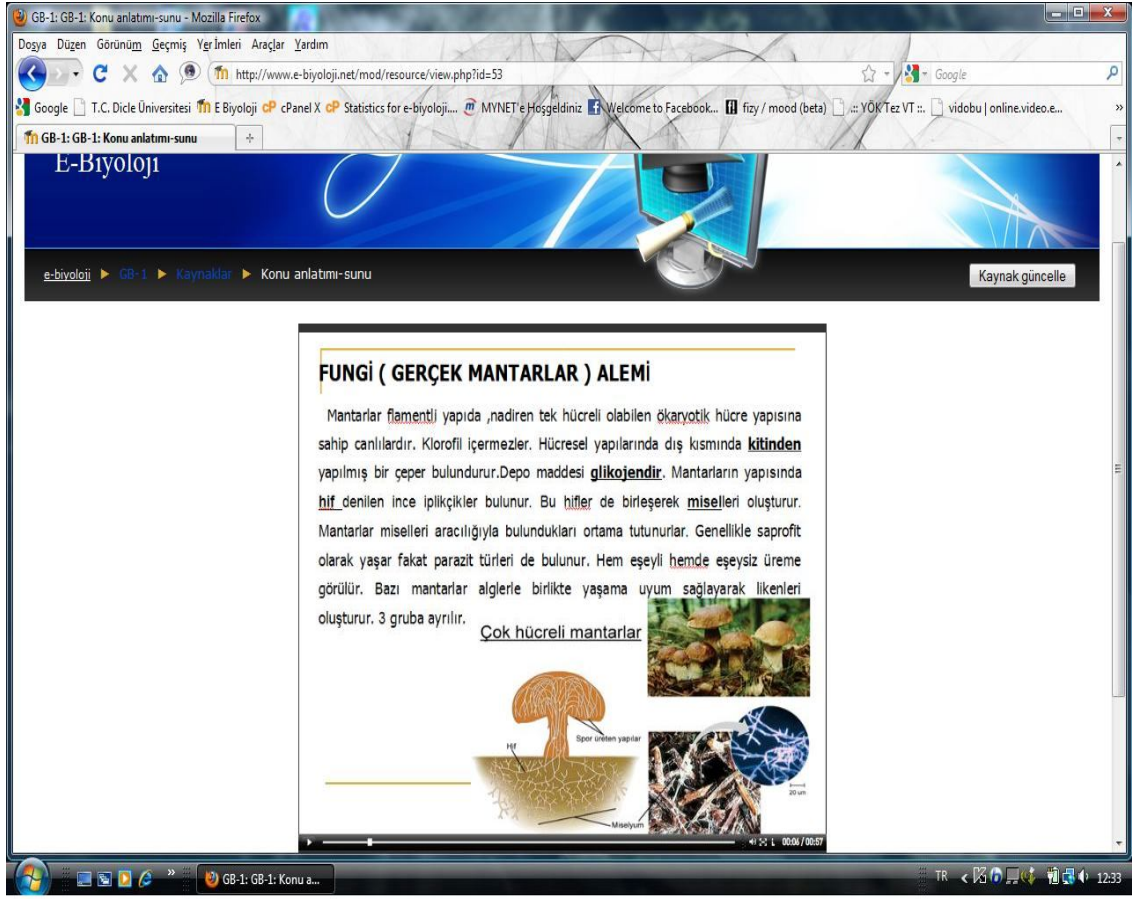 GB-1: GB-1: Konu anlatımı-sunu - Mozilla Firefox
Dosya Düzen Görünüm Geçmiş Yer İmleri Araçlar Yardım
http://www.e-biyoloji.net/mod/resource/view.php?id=53
Google
Google T.C. Dicle Üniversitesi E Biyoloji cPanel X Statistics for e-biyoloji.... MYNET'e Hoşgeldiniz Welcome to Facebook... fizy / mood (beta) .:: YÖK Tez VT ::. vidobu | online.video.e... »
GB-1: GB-1: Konu anlatımı-sunu
E-Biyoloji
e-biyoloji ► GB-1 ► Kaynaklar ► Konu anlatımı-sunu
Kaynak güncelle
FUNGİ ( GERÇEK MANTARLAR ) ALEMİ
Mantarlar flamentli yapıda ,nadiren tek hücreli olabilen ökaryotik hücre yapısına
sahip canlılardır. Klorofil içermezler. Hücresel yapılarında dış kısmında kitinden
yapılmış bir çeper bulundurur.Depo maddesi glikojendir. Mantarların yapısında
hif denilen ince iplikçikler bulunur. Bu hifler de birleşerek miselleri oluşturur.
Mantarlar miselleri aracılığıyla bulundukları ortama tutunurlar. Genellikle saprofit
olarak yaşar fakat parazit türleri de bulunur. Hem eşeyli hemde eşeysiz üreme
görülür. Bazı mantarlar alglerle birlikte yaşama uyum sağlayarak likenleri
oluşturur. 3 gruba ayrılır.
Çok hücreli mantarlar
Spor üreten yapılar
Hif
Miselyum
20 um
00:06 / 00:57
GB-1: GB-1: Konu a...
TR
12:33